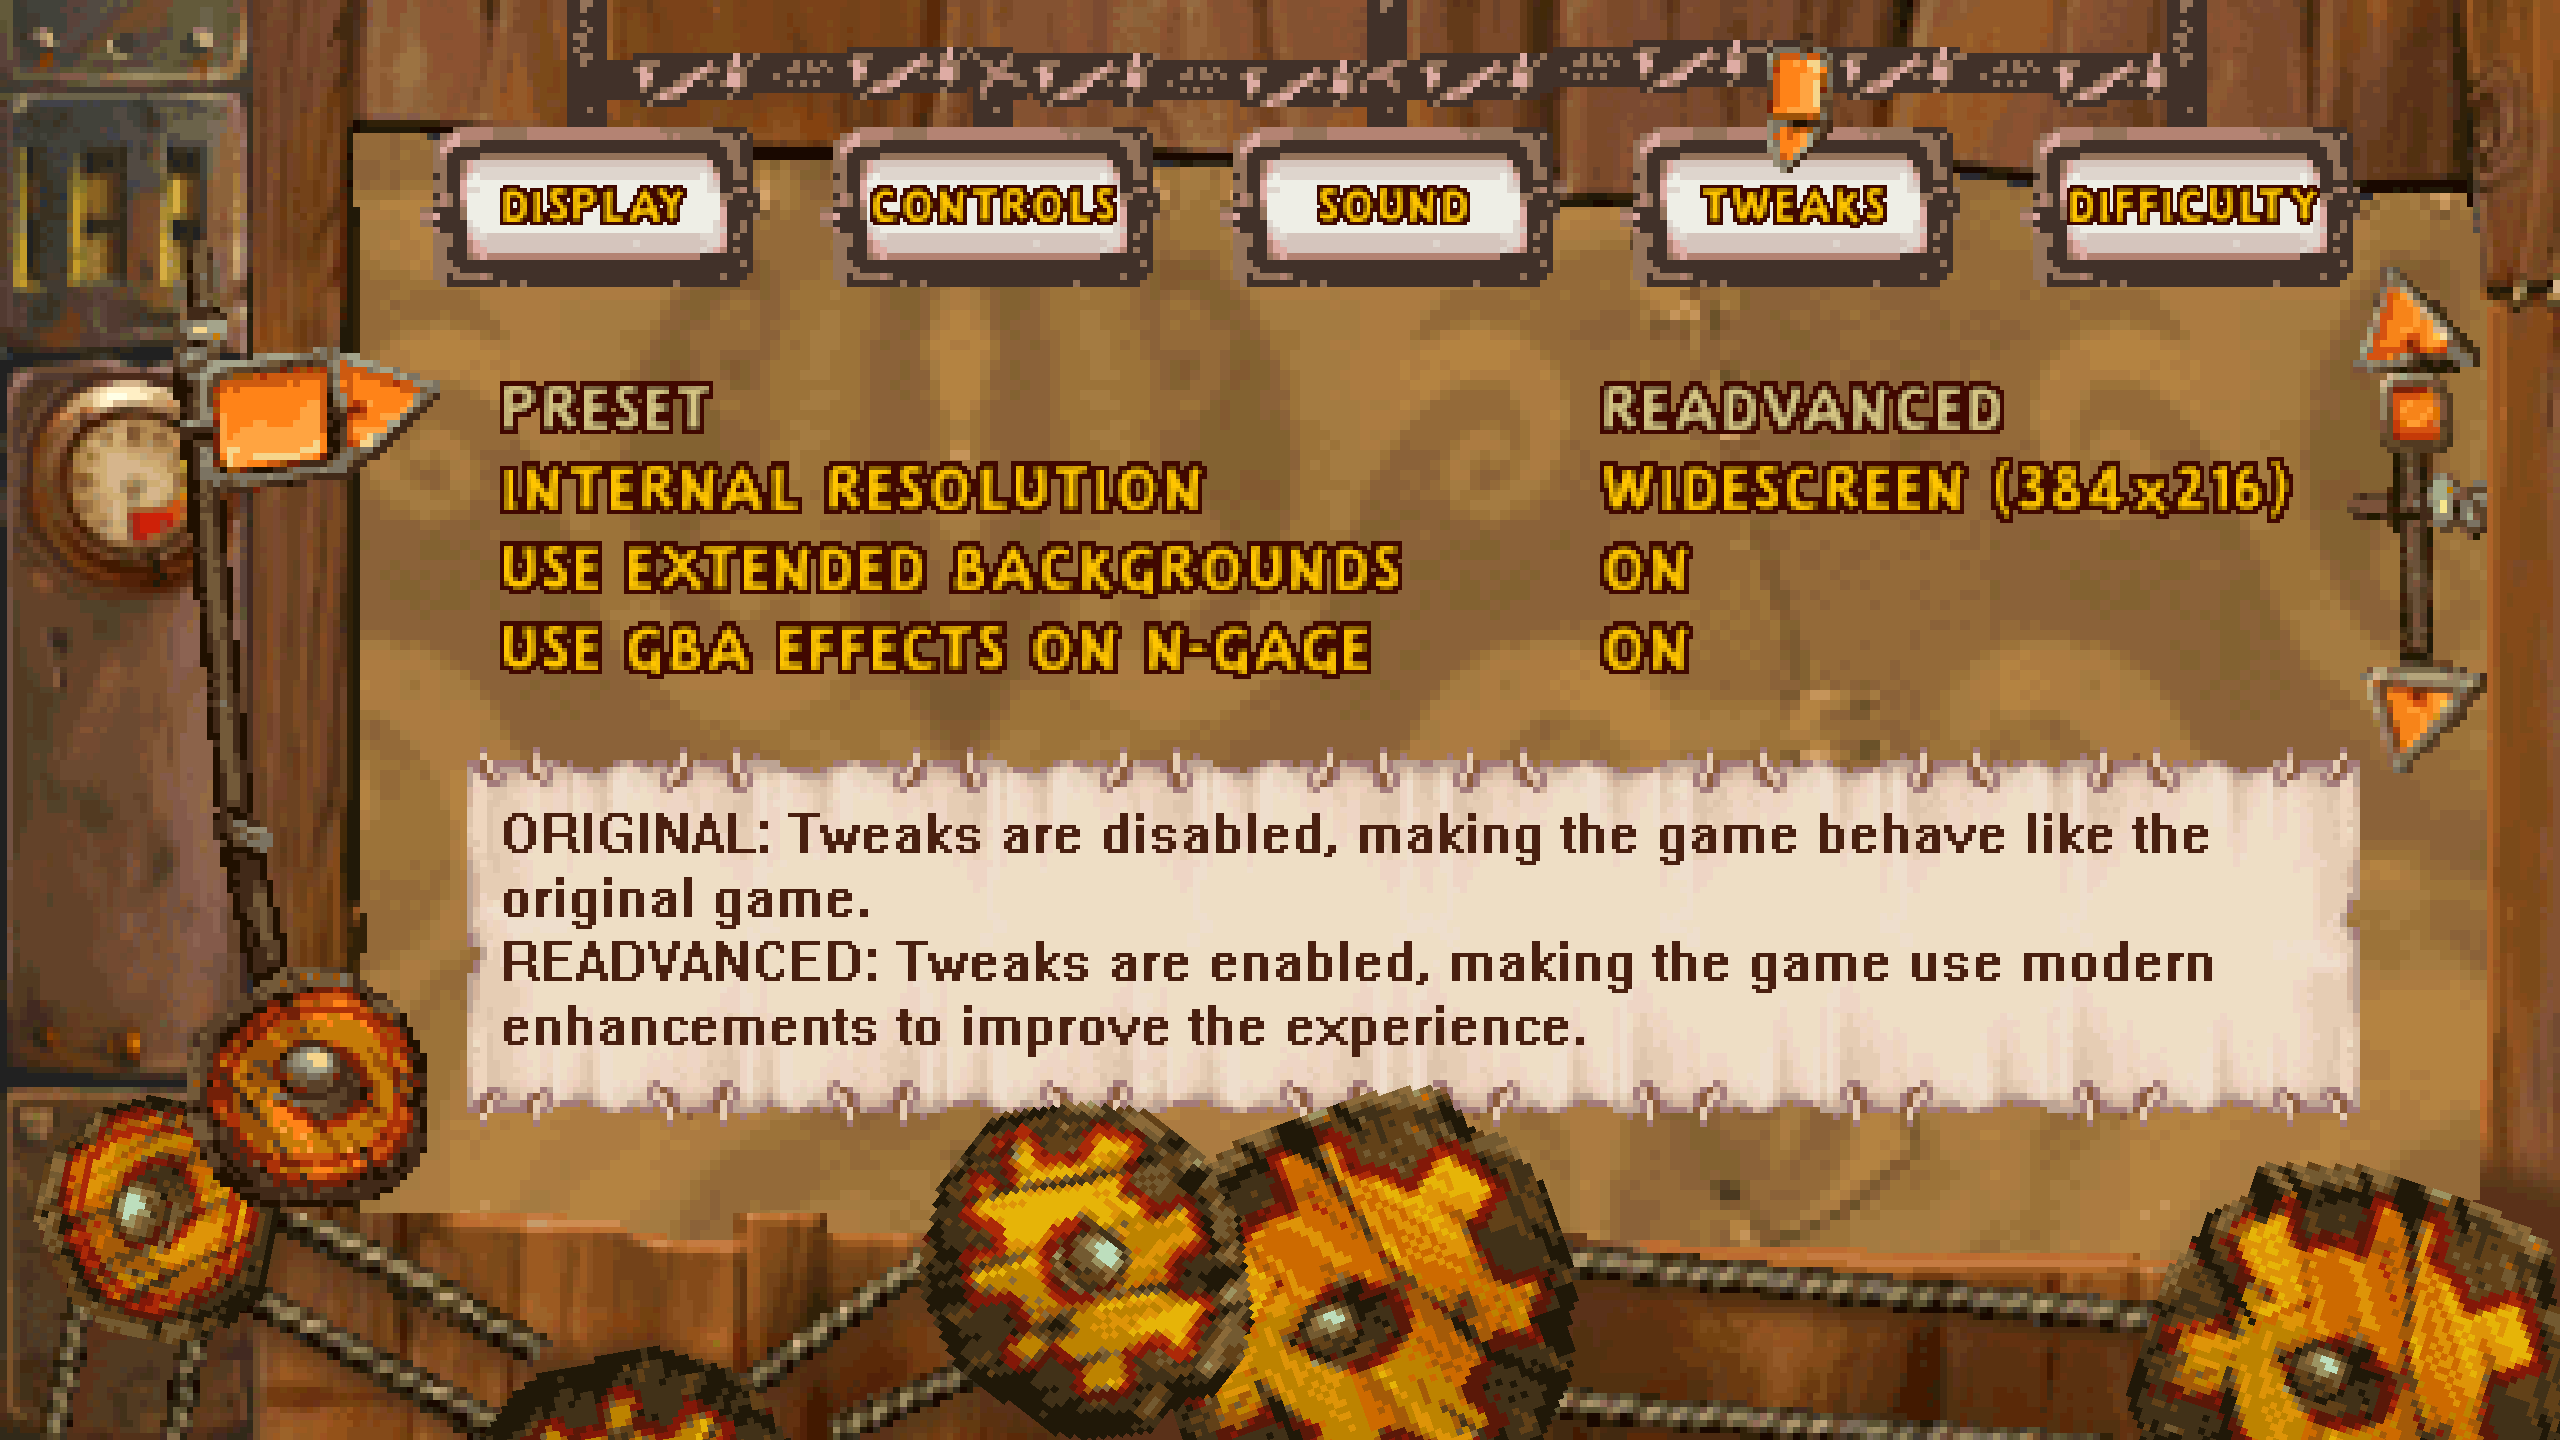 DISPLAY CONTROLS SOUND TWEAKS DIFFICULTY
PRESET READVANCED
INTERNAL RESOLUTION WIDESCREEN (384x216)
USE EXTENDED BACKGROUNDS ON
USE GBA EFFECTS ON N-GAGE ON
ORIGINAL: Tweaks are disabled, making the game behave like the
original game.
READVANCED: Tweaks are enabled, making the game use modern
enhancements to improve the experience.